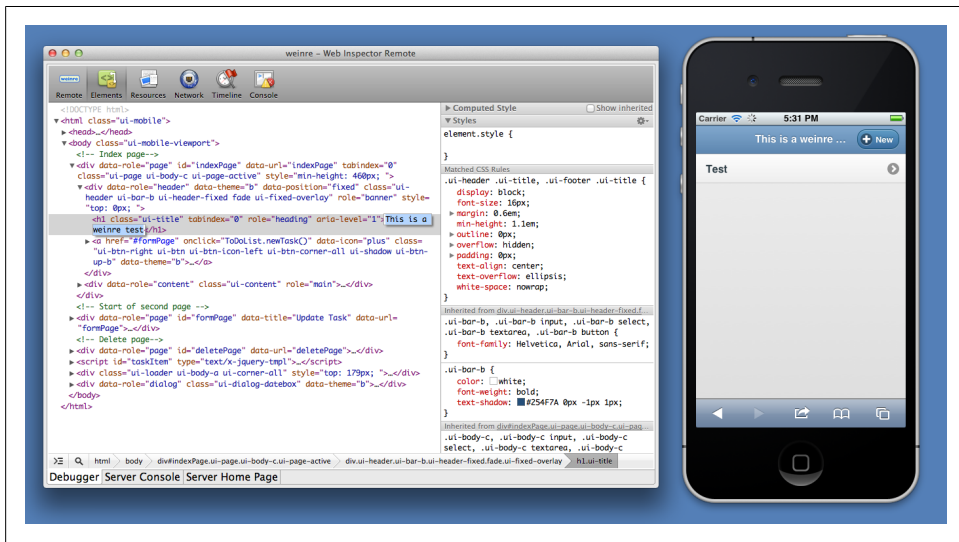 weinre – Web Inspector Remote
weinre
Remote Elements Resources Network Timeline Console
<!DOCTYPE html>
▼<html class="ui-mobile">
▶<head>…</head>
▼<body class="ui-mobile-viewport">
<!-- Index page-->
▼<div data-role="page" id="indexPage" data-url="indexPage" tabindex="0"
class="ui-page ui-body-c ui-page-active" style="min-height: 460px; ">
▼<div data-role="header" data-theme="b" data-position="fixed" class="ui-
header ui-bar-b ui-header-fixed fade ui-fixed-overlay" role="banner" style=
"top: 0px; ">
<h1 class="ui-title" tabindex="0" role="heading" aria-level="1">This is a
weinre test</h1>
▶<a href="#formPage" onclick="ToDoList.newTask()" data-icon="plus" class=
"ui-btn-right ui-btn ui-btn-icon-left ui-btn-corner-all ui-shadow ui-btn-
up-b" data-theme="b">…</a>
</div>
▶<div data-role="content" class="ui-content" role="main">…</div>
</div>
<!-- Start of second page -->
▶<div data-role="page" id="formPage" data-title="Update Task" data-url=
"formPage">…</div>
<!-- Delete page-->
▶<div data-role="page" id="deletePage" data-url="deletePage">…</div>
▶<script id="taskItem" type="text/x-jquery-tmpl">…</script>
▶<div class="ui-loader ui-body-a ui-corner-all" style="top: 179px; ">…</div>
▶<div data-role="dialog" class="ui-dialog-datebox" data-theme="b">…</div>
</body>
</html>
▶ Computed Style Show inherited
▼ Styles
element.style {
}
Matched CSS Rules
.ui-header .ui-title, .ui-footer .ui-title {
display: block;
font-size: 16px;
▶ margin: 0.6em;
min-height: 1.1em;
▶ outline: 0px;
▶ overflow: hidden;
▶ padding: 0px;
text-align: center;
text-overflow: ellipsis;
white-space: nowrap;
}
Inherited from div.ui-header.ui-bar-b.ui-header-fixed.f…
.ui-bar-b, .ui-bar-b input, .ui-bar-b select,
.ui-bar-b textarea, .ui-bar-b button {
font-family: Helvetica, Arial, sans-serif;
}
.ui-bar-b {
color: white;
font-weight: bold;
text-shadow: #254F7A 0px -1px 1px;
}
Inherited from div#indexPage.ui-page.ui-body-c.ui-pag…
.ui-body-c, .ui-body-c input, .ui-body-c
select, .ui-body-c textarea, .ui-body-c
html body div#indexPage.ui-page.ui-body-c.ui-page-active div.ui-header.ui-bar-b.ui-header-fixed.fade.ui-fixed-overlay h1.ui-title
Debugger Server Console Server Home Page
Carrier 5:31 PM
This is a weinre … New
Test